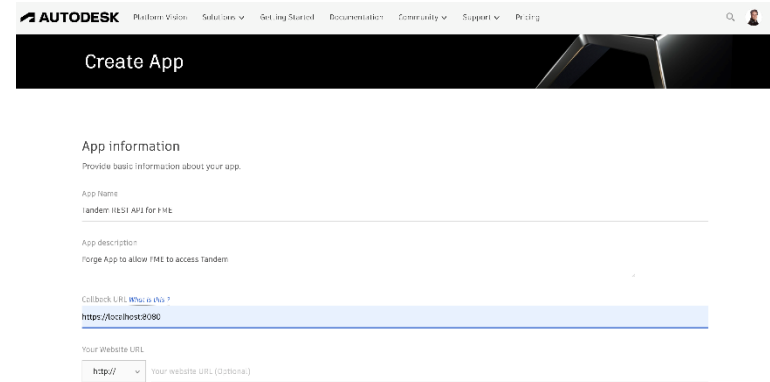 AUTODESK Platform Vision Solutions Getting Started Documentation Community Support Pricing
Create App
App information
Provide basic information about your app.
App Name
Tandem REST API for FME
App description
Forge App to allow FME to access Tandem
Callback URL What is this ?
https://localhost:8080
Your Website URL
http:// Your website URL (Optional)